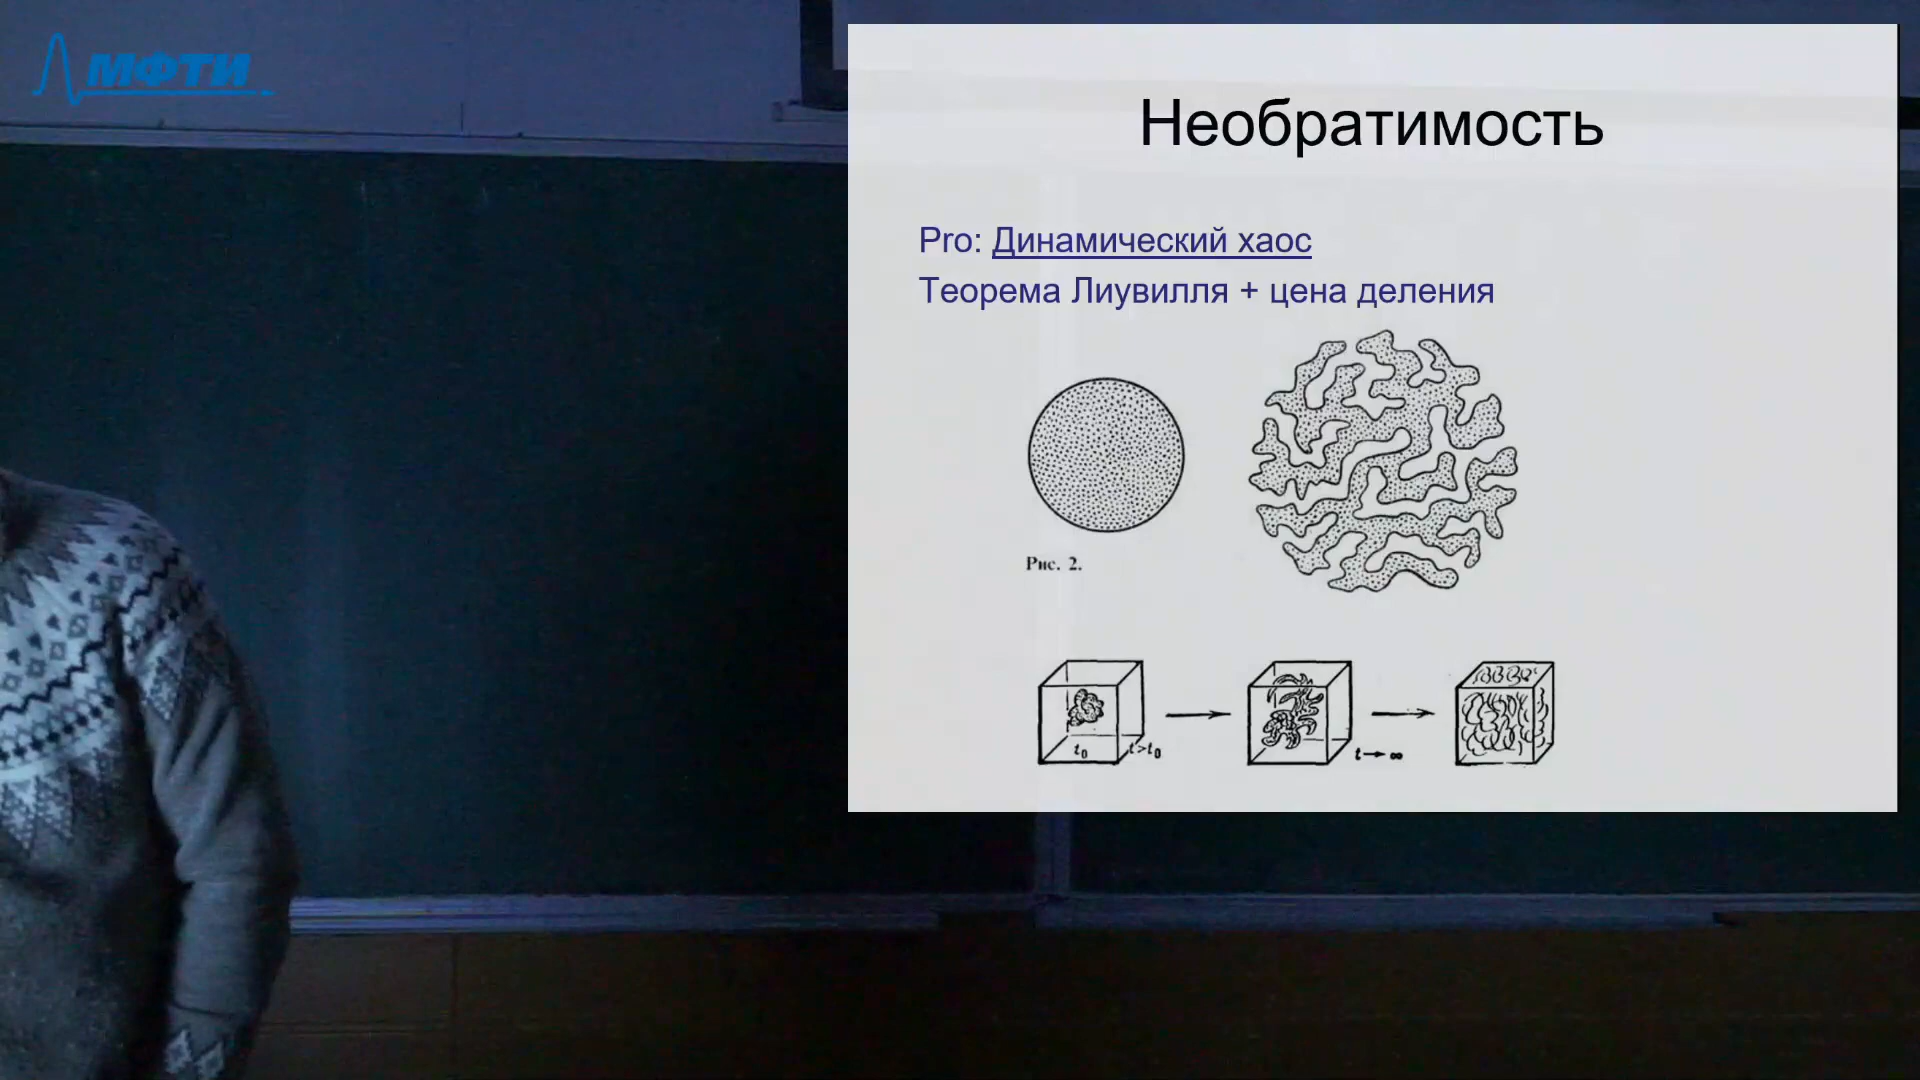 МФТИ
Необратимость
Pro: Динамический хаос
Теорема Лиувилля + цена деления
Рис. 2.
t₀
t>t₀
t→∞